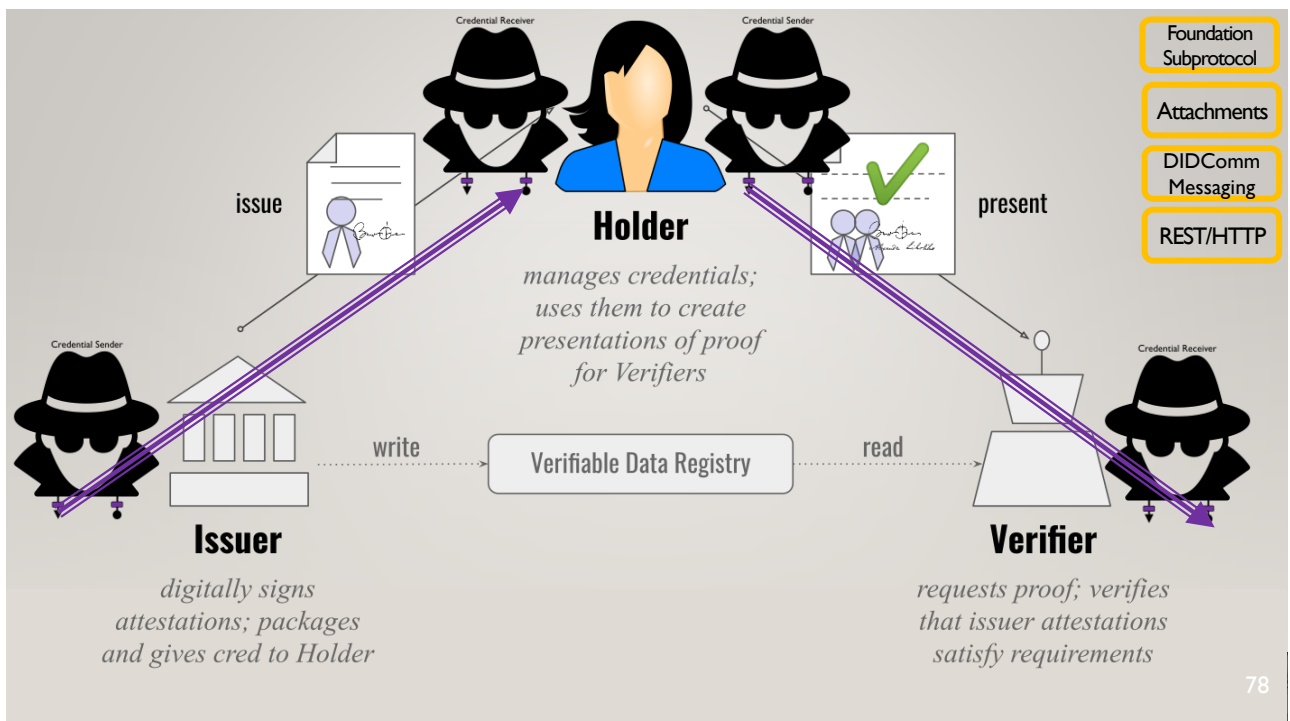 Credential Receiver
Credential Sender
Foundation
Subprotocol
Attachments
DIDComm
Messaging
REST/HTTP
issue
present
Holder
manages credentials;
uses them to create
presentations of proof
for Verifiers
Credential Sender
Credential Receiver
write
Verifiable Data Registry
read
Issuer
Verifier
digitally signs
attestations; packages
and gives cred to Holder
requests proof; verifies
that issuer attestations
satisfy requirements
78